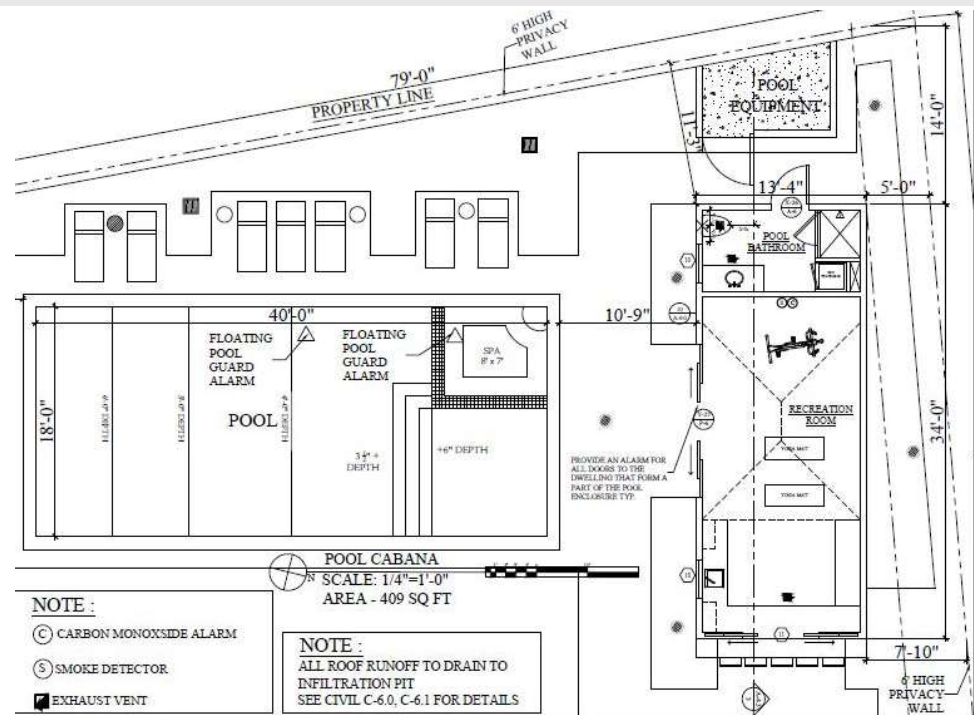 6' HIGH
PRIVACY
WALL
79'-0"
PROPERTY LINE
POOL
EQUIPMENT
11'-3"
14'-0"
13'-4"
5'-0"
POOL
BATHROOM
40'-0"
10'-9"
FLOATING
POOL
GUARD
ALARM
FLOATING
POOL
GUARD
ALARM
SPA
8' x 7'
18'-0"
POOL
DEPTH
DEPTH
DEPTH
+6" DEPTH
DEPTH
RECREATION
ROOM
34'-0"
YOGA MAT
YOGA MAT
PROVIDE AN ALARM FOR
ALL DOORS TO THE
DWELLING THAT FORM A
PART OF THE POOL
ENCLOSURE TYP.
POOL CABANA
N
SCALE: 1/4"=1'-0"
AREA - 409 SQ FT
NOTE :
C CARBON MONOXSIDE ALARM
S SMOKE DETECTOR
EXHAUST VENT
NOTE :
ALL ROOF RUNOFF TO DRAIN TO
INFILTRATION PIT
SEE CIVIL C-6.0, C-6.1 FOR DETAILS
7'-10"
6' HIGH
PRIVACY
WALL